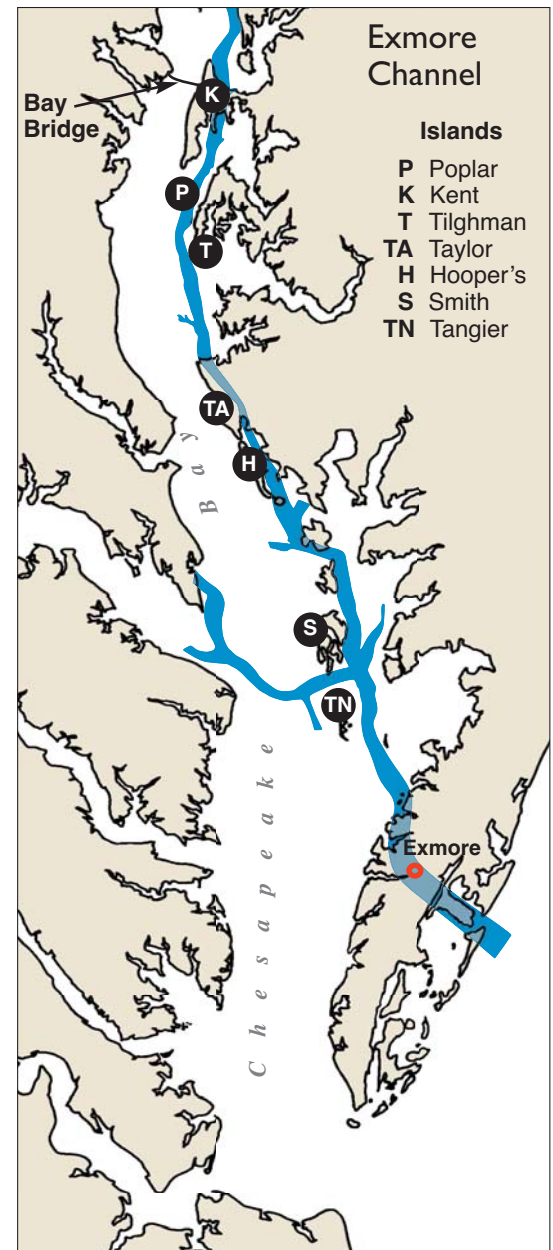 Exmore
Channel
Islands
P Poplar
K Kent
T Tilghman
TA Taylor
H Hooper's
S Smith
TN Tangier
Bay
Bridge
K
P
T
TA
H
S
TN
Exmore
Chesapeake Bay